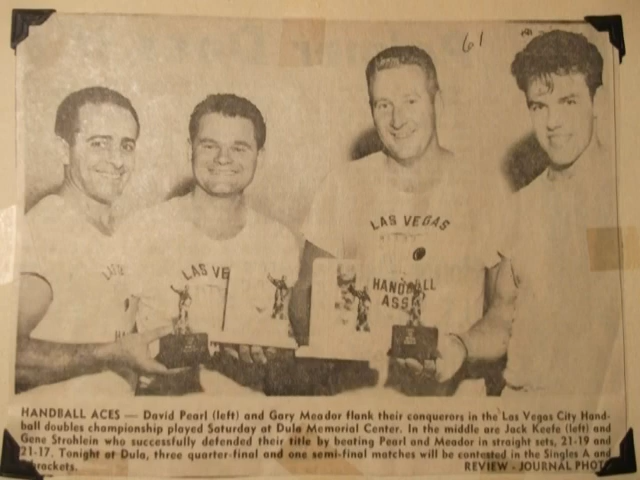 61
LAS VEGAS
HANDBALL
ASS
LAS VE
HANDBALL ACES — David Pearl (left) and Gary Meador flank their conquerors in the Las Vegas City Hand-
ball doubles championship played Saturday at Dula Memorial Center. In the middle are Jack Keefe (left) and
Gene Strohlein who successfully defended their title by beating Pearl and Meador in straight sets, 21-19 and
21-17. Tonight at Dula, three quarter-final and one semi-final matches will be contested in the Singles A and
brackets. REVIEW - JOURNAL PHOTO